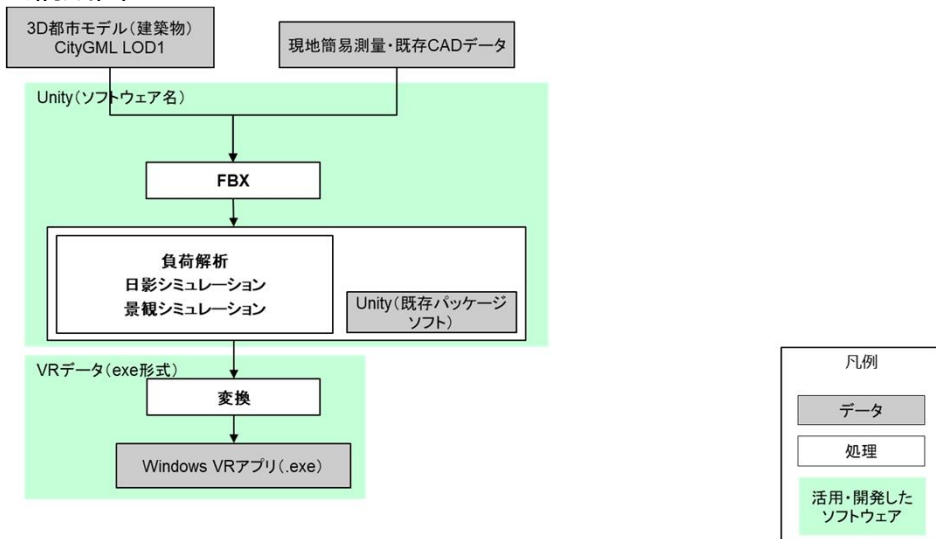 3D都市モデル(建築物)
CityGML LOD1
現地簡易測量・既存CADデータ
Unity(ソフトウェア名)
FBX
負荷解析
日影シミュレーション
景観シミュレーション
Unity(既存パッケージ
ソフト)
VRデータ(exe形式)
変換
Windows VRアプリ(.exe)
凡例
データ
処理
活用・開発した
ソフトウェア